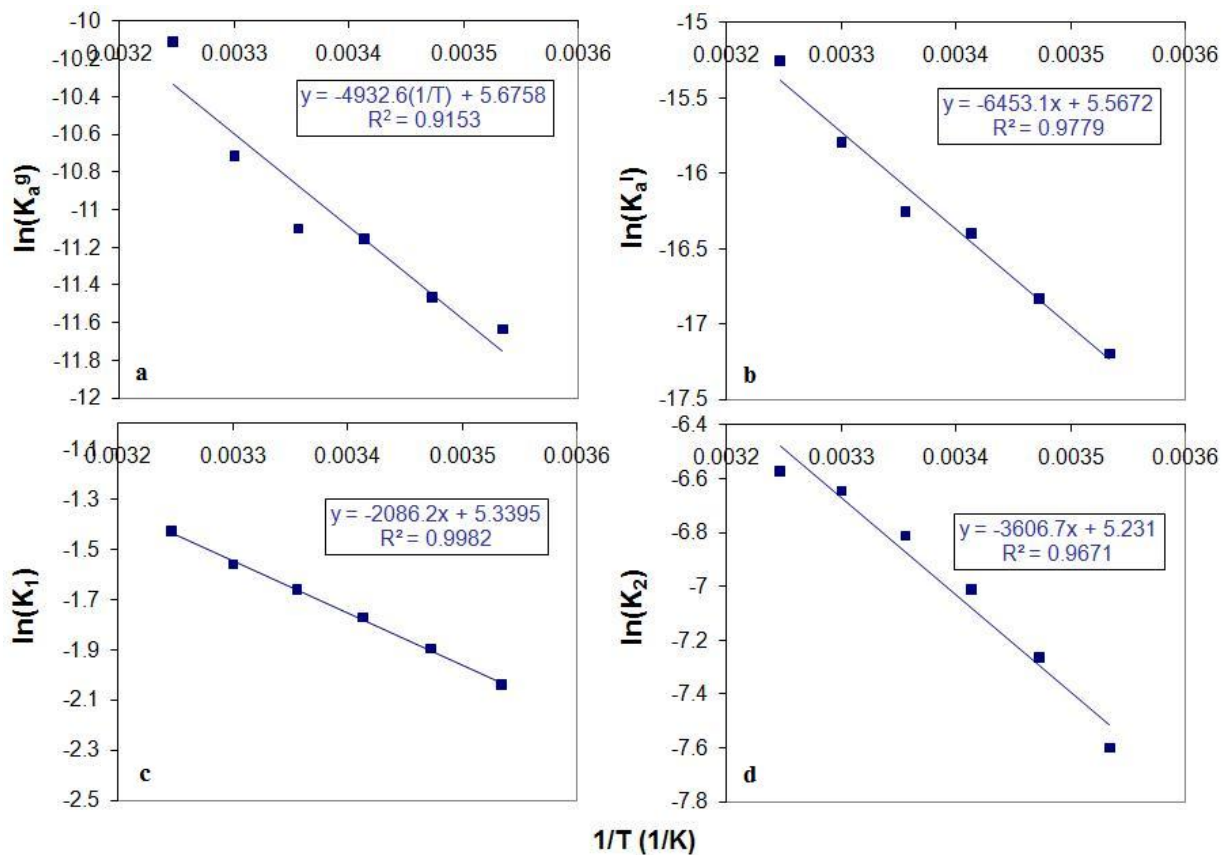 -10
0.0032 0.0033 0.0034 0.0035 0.0036
-10.2
-10.4
-10.6
-10.8
-11
-11.2
-11.4
-11.6
-11.8
-12
ln(Kₐᵍ)
y = -4932.6(1/T) + 5.6758
R² = 0.9153
a
-15
0.0032 0.0033 0.0034 0.0035 0.0036
-15.5
-16
-16.5
-17
-17.5
ln(Kₐˡ)
y = -6453.1x + 5.5672
R² = 0.9779
b
-1.1
0.0032 0.0033 0.0034 0.0035 0.0036
-1.3
-1.5
-1.7
-1.9
-2.1
-2.3
-2.5
ln(K₁)
y = -2086.2x + 5.3395
R² = 0.9982
c
-6.4
0.0032 0.0033 0.0034 0.0035 0.0036
-6.6
-6.8
-7
-7.2
-7.4
-7.6
-7.8
ln(K₂)
y = -3606.7x + 5.231
R² = 0.9671
d
1/T (1/K)